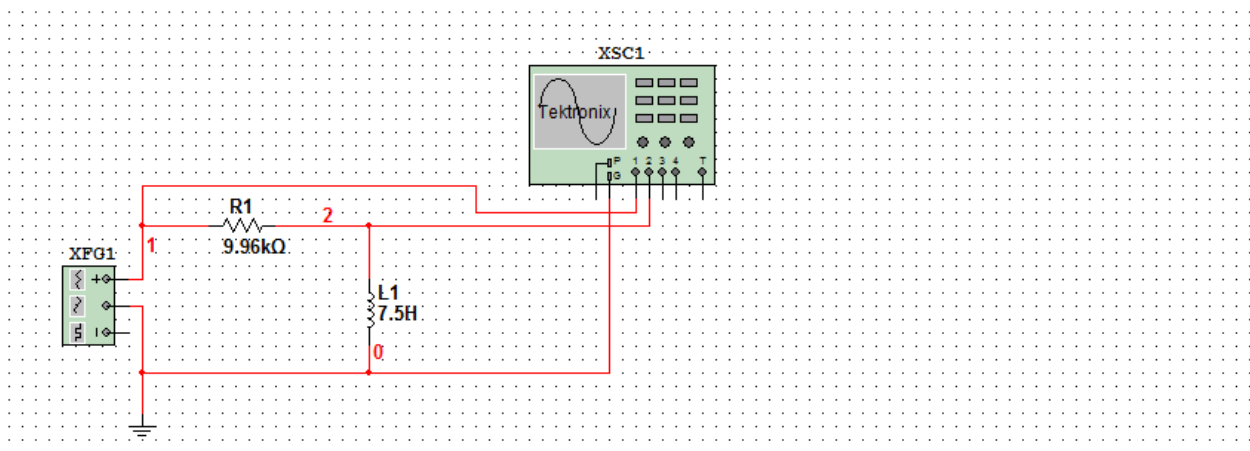 XSC1
Tektronix
P 1 2 3 4 T
G
R1
2
9.96kΩ
1
XFG1
L1
7.5H
0